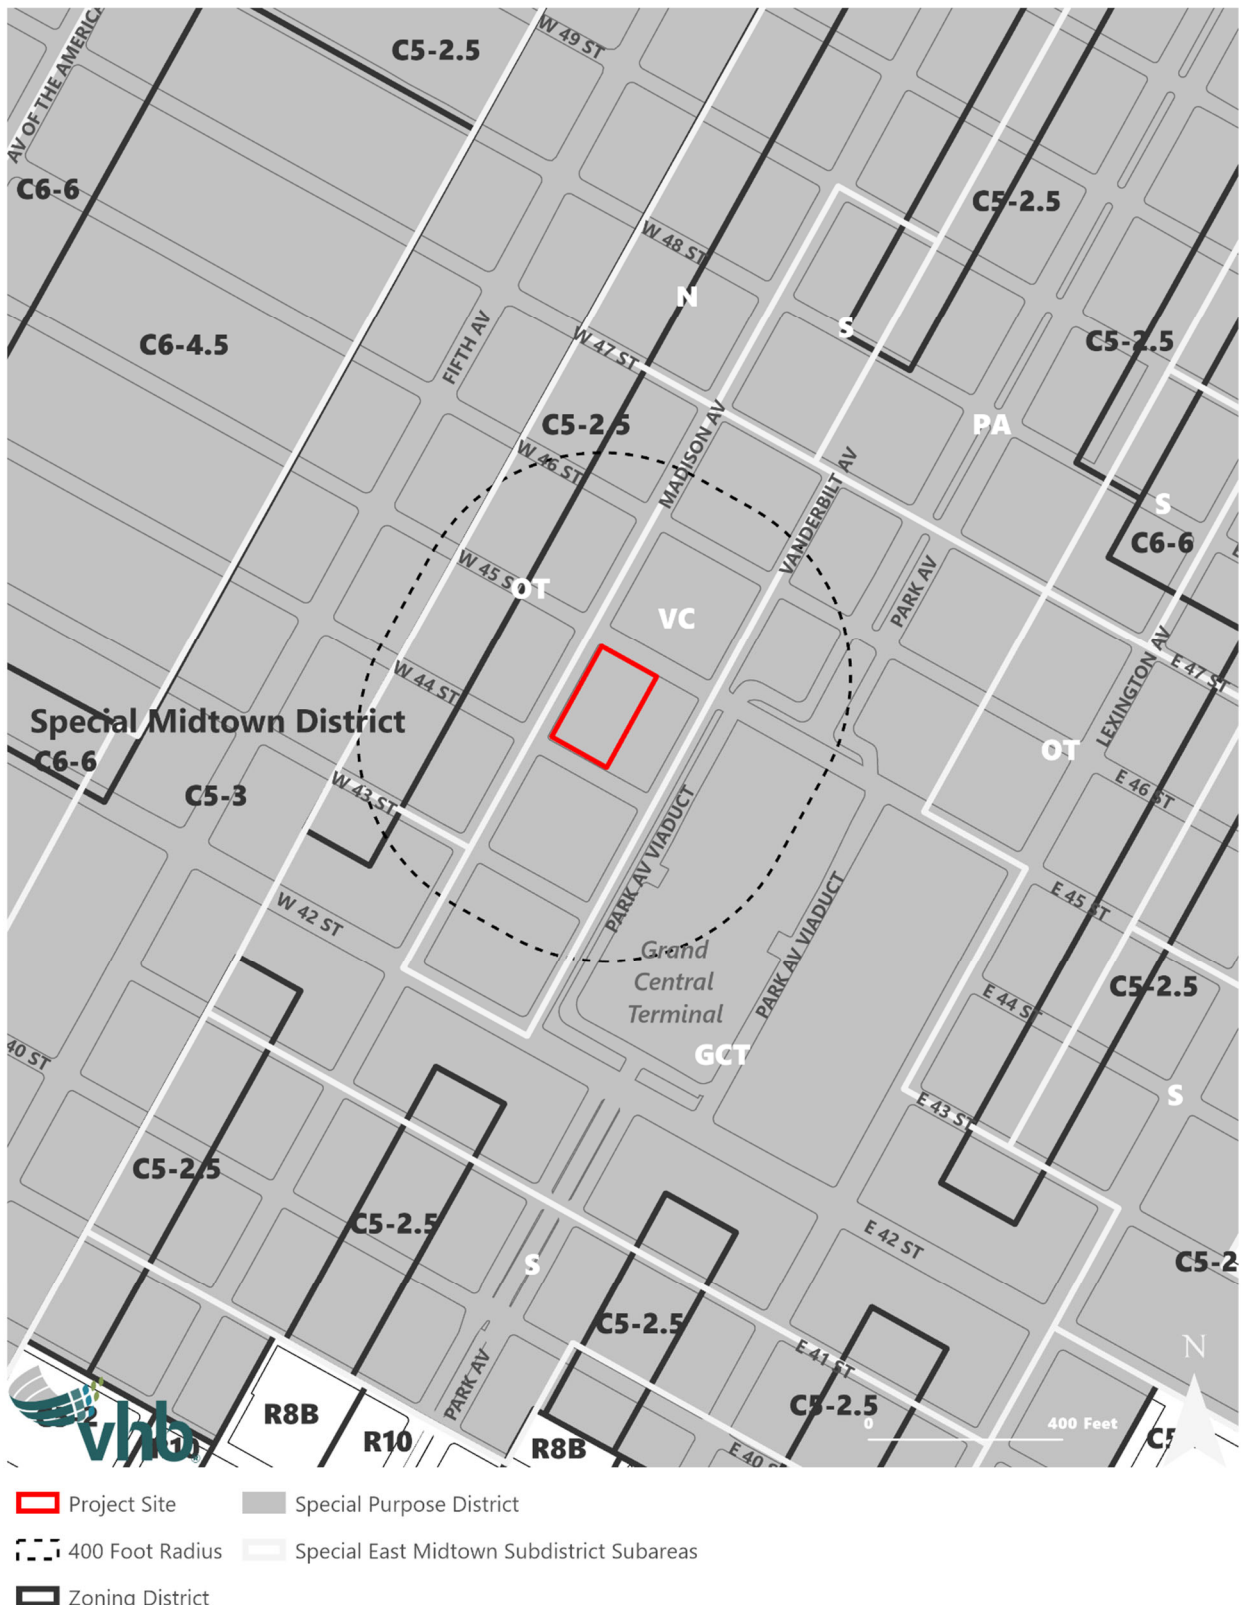 W 49 ST
C5-2.5
AV OF THE AMERICA
C6-6
C5-2.5
W 48 ST
N
S
C5-2.5
C6-4.5
FIFTH AV
W 47 ST
C5-2.5
MADISON AV
PA
W 46 ST
VANDERBILT AV
S
C6-6
W 45 S
OT
PARK AV
VC
E 47 ST
W 44 ST
LEXINGTON AV
Special Midtown District
OT
C6-6
W 43 ST
C5-3
E 46 ST
PARK AV VIADUCT
PARK AV VIADUCT
E 45 ST
W 42 ST
Grand
Central
Terminal
C5-2.5
E 44 ST
40 ST
GCT
S
E 43 ST
C5-2.5
C5-2.5
E 42 ST
S
C5-2
C5-2.5
E 41 ST
N
PARK AV
C5-2.5
R8B
0
400 Feet
R10
R8B
C5
vhb
R10
E 40 S
Project Site
Special Purpose District
400 Foot Radius
Special East Midtown Subdistrict Subareas
Zoning District